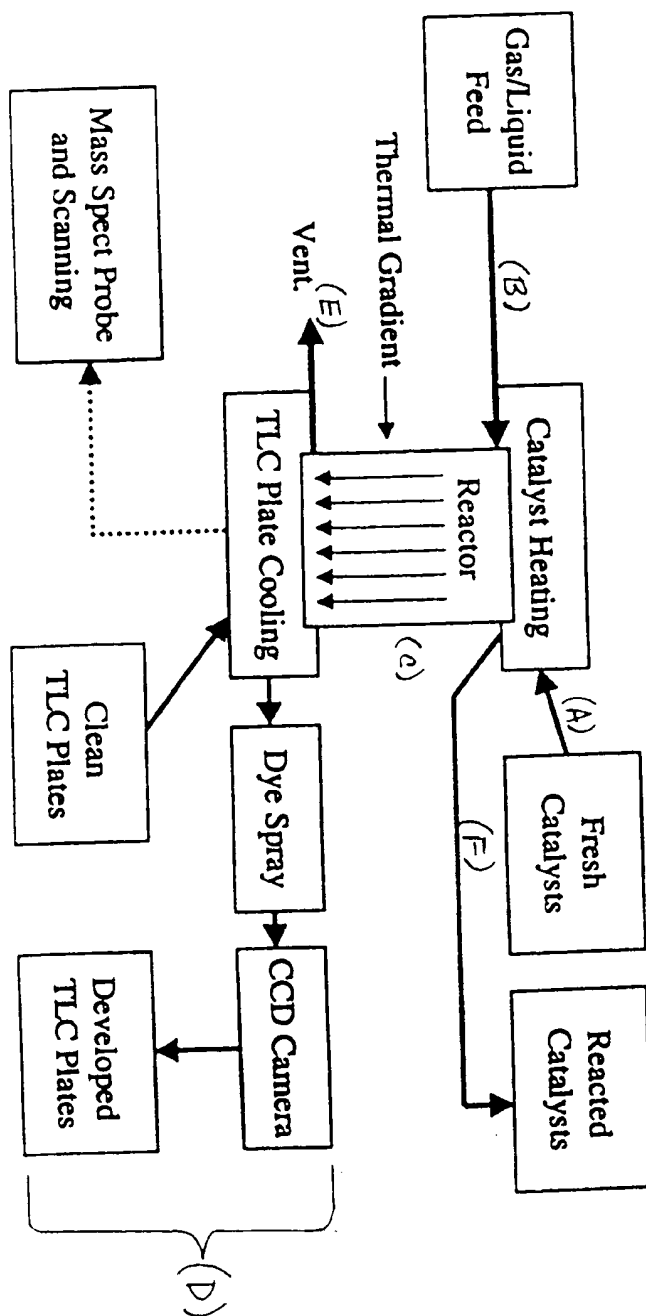 Gas/Liquid
Feed
(B)
Catalyst Heating
(A)
Fresh
Catalysts
Reacted
Catalysts
(F)
Thermal Gradient
Reactor
(C)
(E)
Vent.
TLC Plate Cooling
Dye Spray
CCD Camera
Mass Spect Probe
and Scanning
Clean
TLC Plates
Developed
TLC Plates
(D)